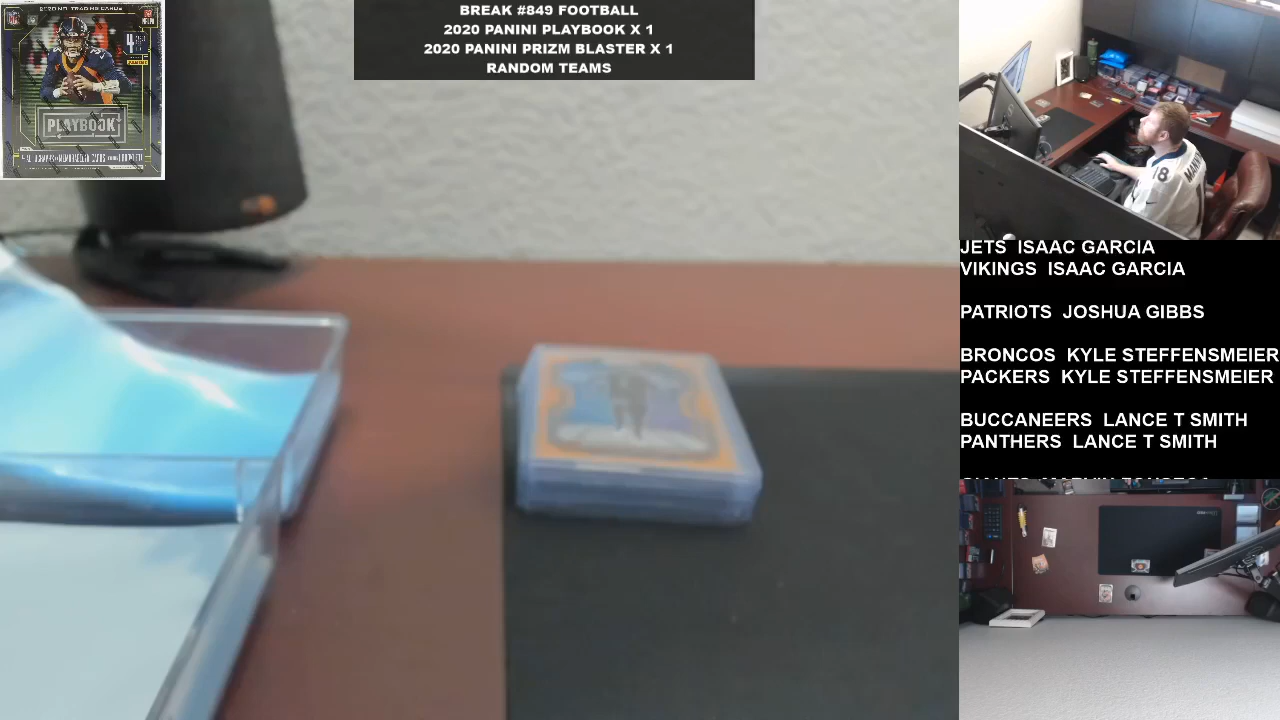 BREAK #849 FOOTBALL
2020 PANINI PLAYBOOK X 1
2020 PANINI PRIZM BLASTER X 1
RANDOM TEAMS
PLAYBOOK
18
JETS ISAAC GARCIA
VIKINGS ISAAC GARCIA
PATRIOTS JOSHUA GIBBS
BRONCOS KYLE STEFFENSMEIER
PACKERS KYLE STEFFENSMEIER
BUCCANEERS LANCE T SMITH
PANTHERS LANCE T SMITH